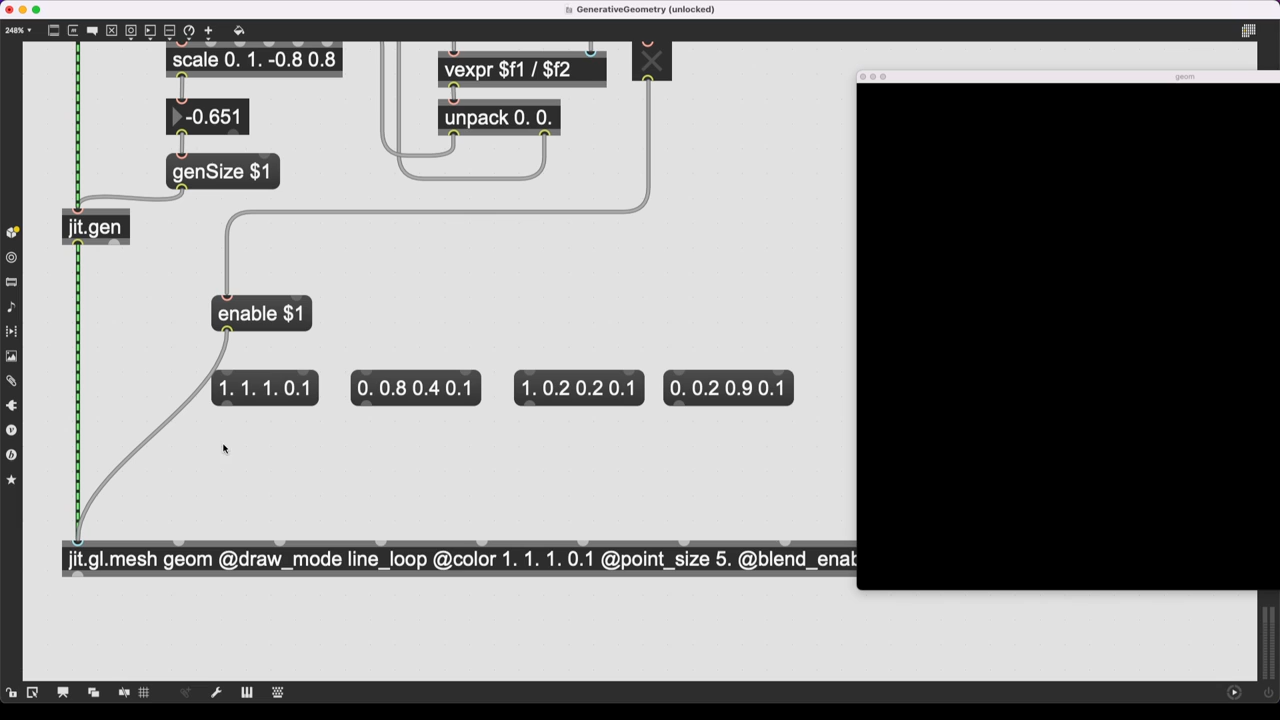 GenerativeGeometry (unlocked)
248%
scale 0. 1. -0.8 0.8
vexpr $f1 / $f2
geom
-0.651
unpack 0. 0.
genSize $1
jit.gen
enable $1
1. 1. 1. 0.1
0. 0.8 0.4 0.1
1. 0.2 0.2 0.1
0. 0.2 0.9 0.1
jit.gl.mesh geom @draw_mode line_loop @color 1. 1. 1. 0.1 @point_size 5. @blend_enab